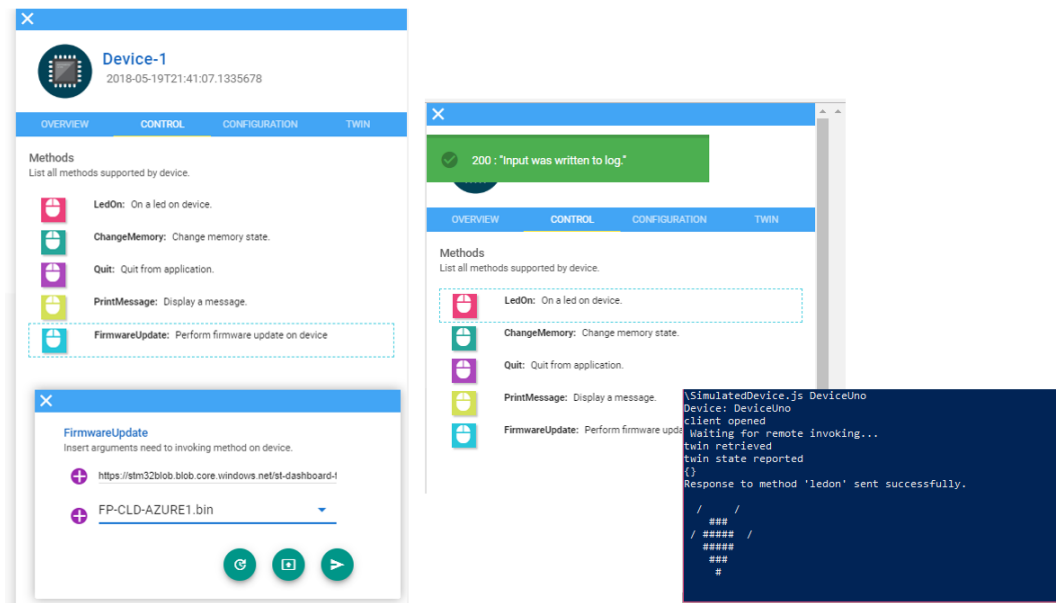 Device-1
2018-05-19T21:41:07.1335678
OVERVIEW CONTROL CONFIGURATION TWIN
Methods
List all methods supported by device.
LedOn: On a led on device.
ChangeMemory: Change memory state.
Quit: Quit from application.
PrintMessage: Display a message.
FirmwareUpdate: Perform firmware update on device
FirmwareUpdate
Insert arguments need to invoking method on device.
https://stm32blob.blob.core.windows.net/st-dashboard-f
FP-CLD-AZURE1.bin
200 : "Input was written to log."
OVERVIEW CONTROL CONFIGURATION TWIN
Methods
List all methods supported by device.
LedOn: On a led on device.
ChangeMemory: Change memory state.
Quit: Quit from application.
PrintMessage: Display a message.
FirmwareUpdate: Perform firmware upda
\SimulatedDevice.js DeviceUno
Device: DeviceUno
client opened
Waiting for remote invoking...
twin retrieved
twin state reported
{}
Response to method 'ledon' sent successfully.
/ /
###
/ ##### /
#####
###
#